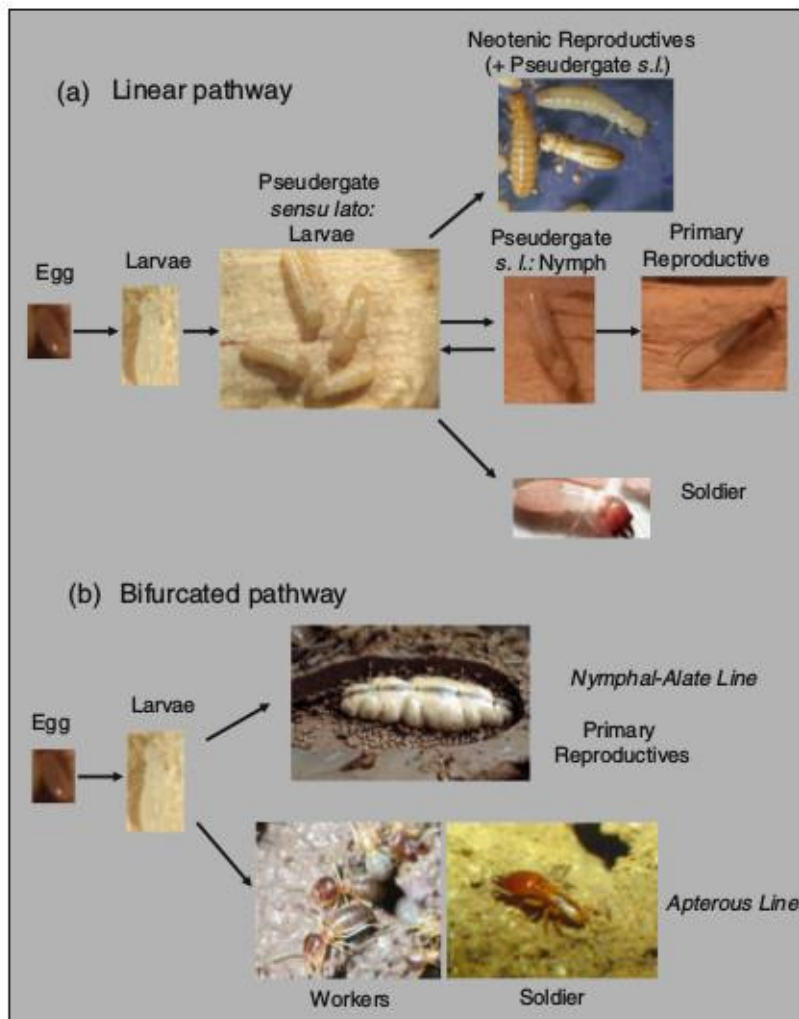 (a) Linear pathway
Neotenic Reproductives
(+ Pseudergate s.l.)
Egg
Larvae
Pseudergate
sensu lato:
Larvae
Pseudergate
s. l.: Nymph
Primary
Reproductive
Soldier
(b) Bifurcated pathway
Egg
Larvae
Nymphal-Alate Line
Primary
Reproductives
Apterous Line
Workers
Soldier